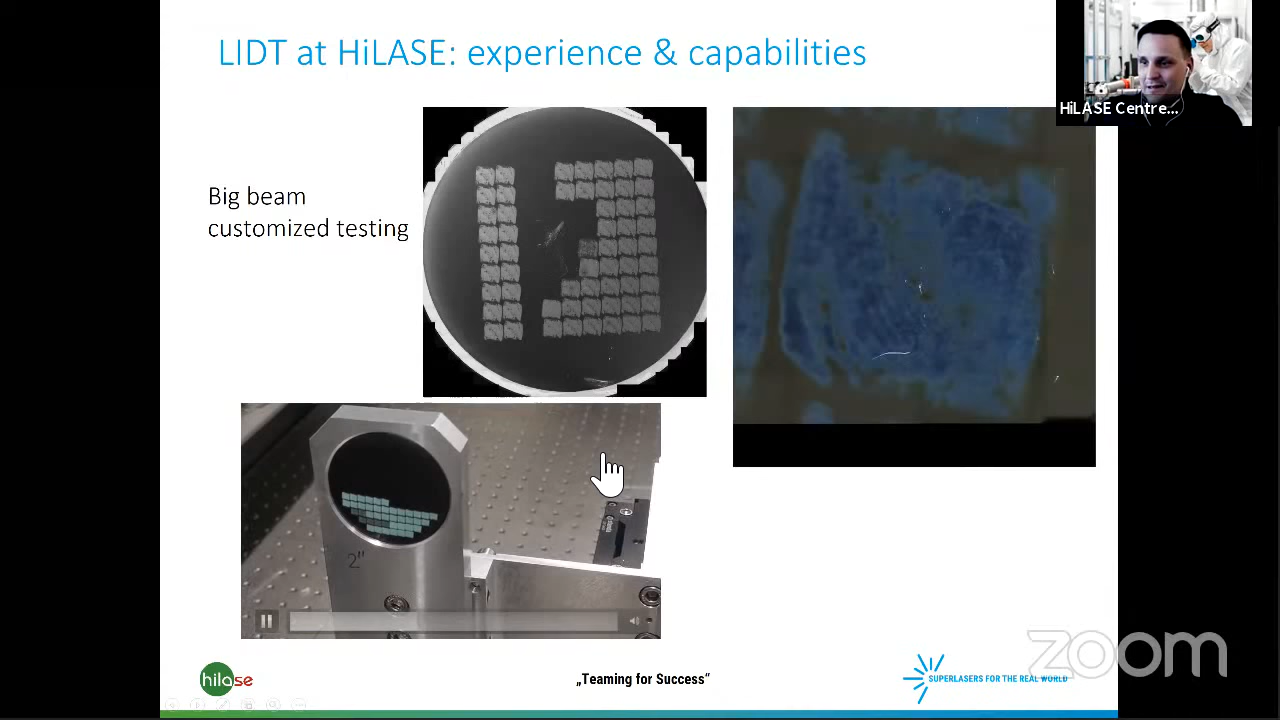 LIDT at HiLASE: experience & capabilities
HiLASE Centre...
Big beam
customized testing
2"
hilase
„Teaming for Success“
SUPERLASERS FOR THE REAL WORLD
zoom